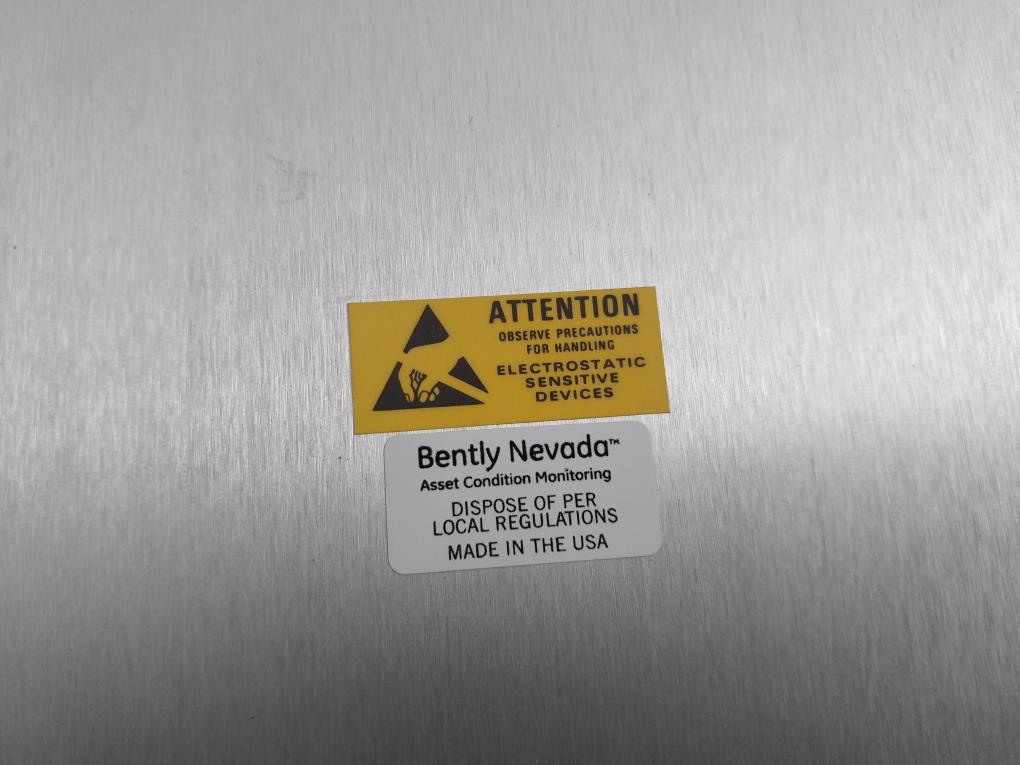 ATTENTION
OBSERVE PRECAUTIONS
FOR HANDLING
ELECTROSTATIC
SENSITIVE
DEVICES
Bently Nevada™
Asset Condition Monitoring
DISPOSE OF PER
LOCAL REGULATIONS
MADE IN THE USA